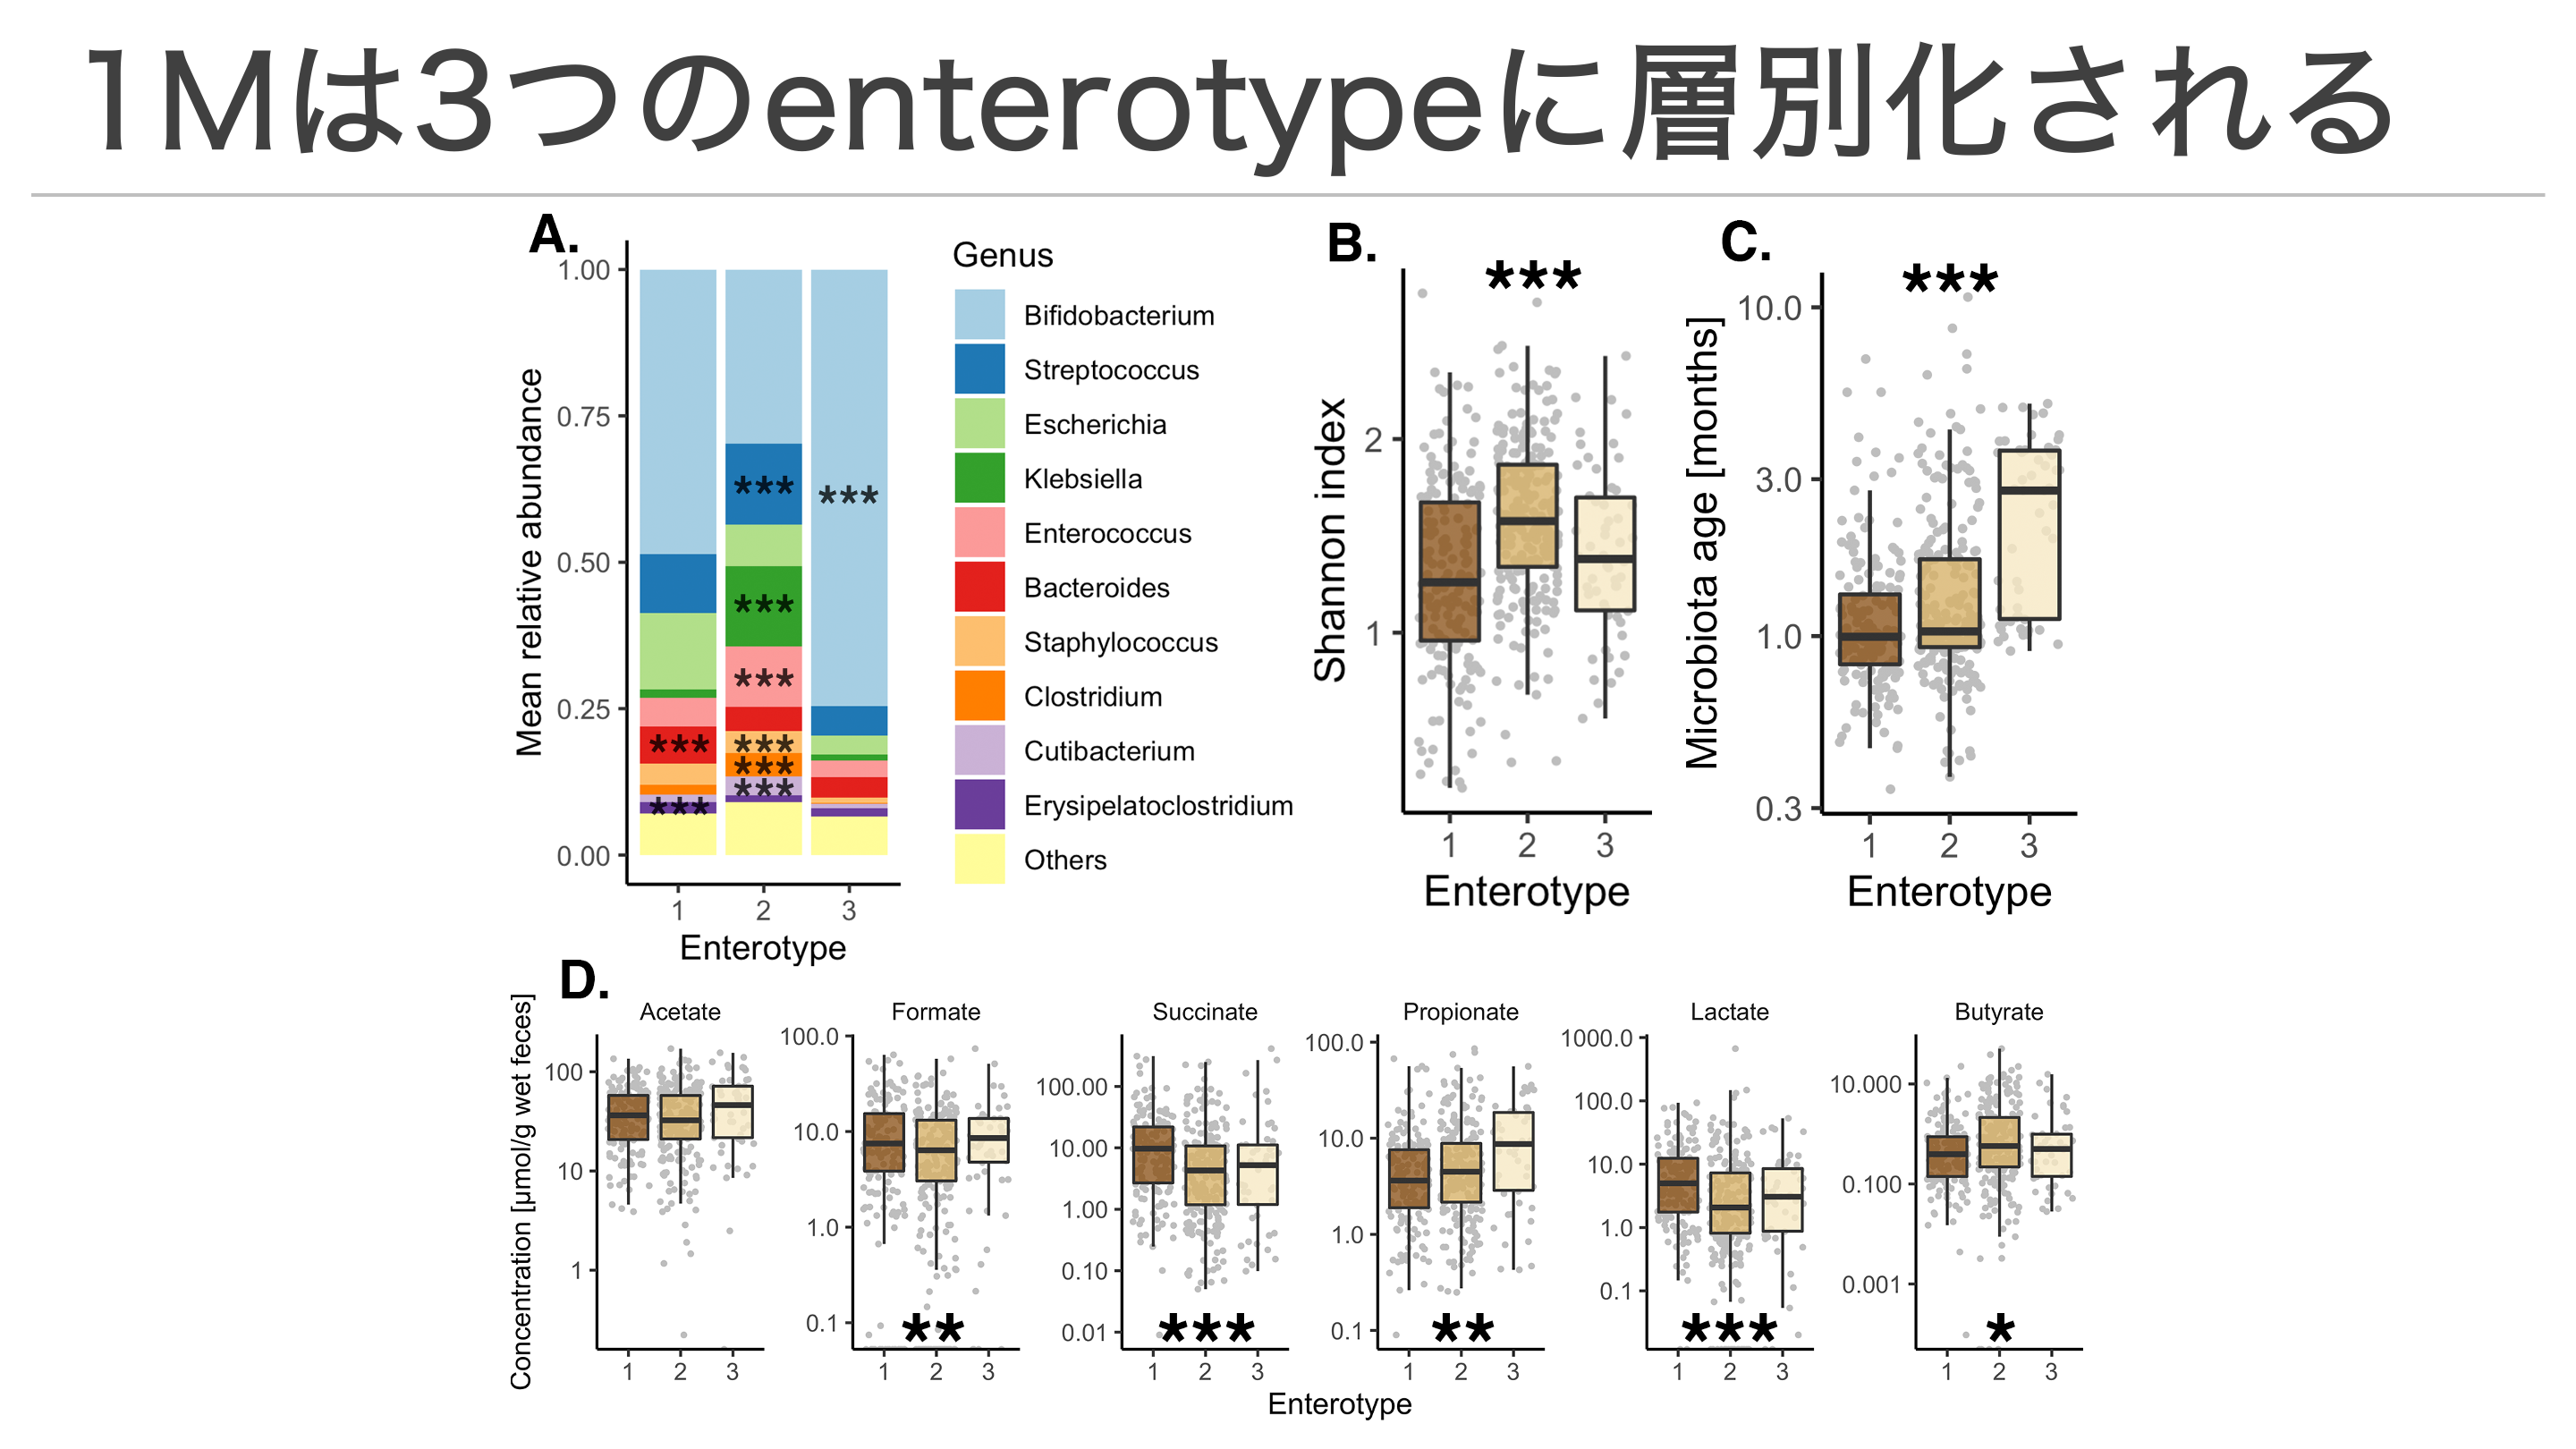 1Mは3つのenterotypeに層別化される
A.
Mean relative abundance
1.00
0.75
0.50
0.25
0.00
***
***
***
***
***
***
***
***
***
1
2
3
Enterotype
Genus
Bifidobacterium
Streptococcus
Escherichia
Klebsiella
Enterococcus
Bacteroides
Staphylococcus
Clostridium
Cutibacterium
Erysipelatoclostridium
Others
B.
***
Shannon index
2
1
1
2
3
Enterotype
C.
***
Microbiota age [months]
10.0
3.0
1.0
0.3
1
2
3
Enterotype
D.
Concentration [μmol/g wet feces]
Acetate
100
10
1
1
2
3
Formate
100.0
10.0
1.0
0.1
**
1
2
3
Succinate
100.00
10.00
1.00
0.10
0.01
***
1
2
3
Propionate
100.0
10.0
1.0
0.1
**
1
2
3
Lactate
1000.0
100.0
10.0
1.0
0.1
***
1
2
3
Butyrate
10.000
0.100
0.001
*
1
2
3
Enterotype